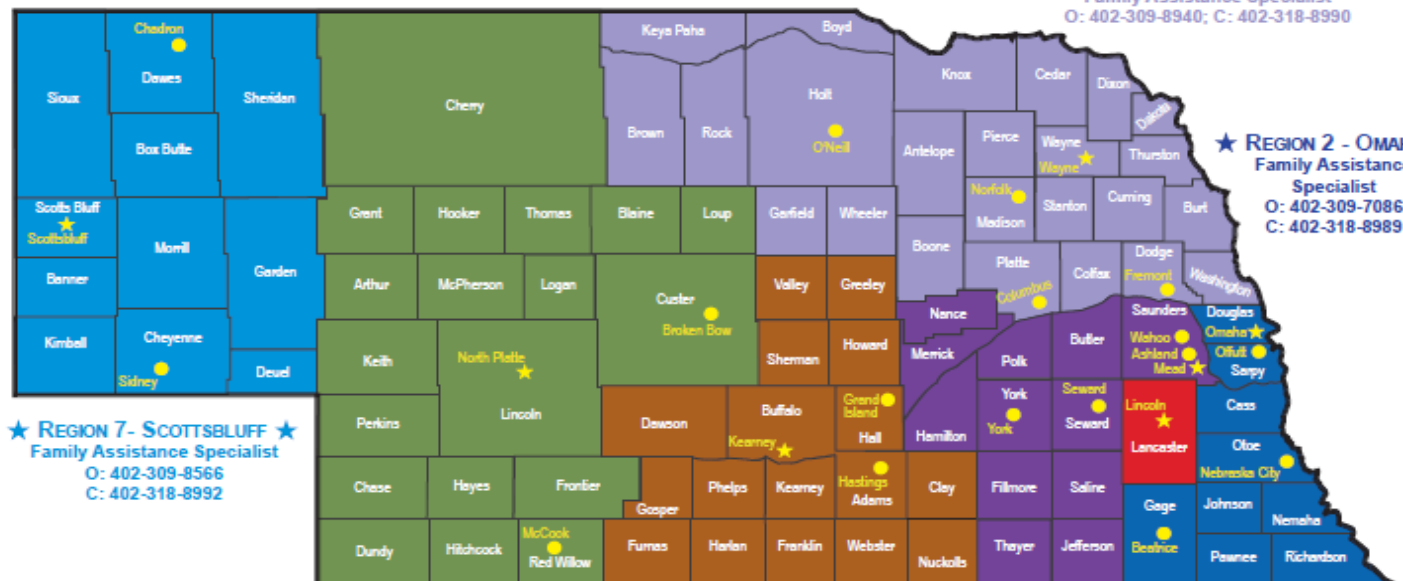 Family Assistance Specialist
O: 402-309-8940; C: 402-318-8990
Chadron
Dawes
Sioux
Sheridan
Box Butte
Cherry
Keya Paha
Boyd
Brown
Rock
Holt
O'Neill
Knox
Cedar
Dixon
Dakota
Antelope
Pierce
Wayne
Wayne
Thurston
★ REGION 2 - OMA
Family Assistance
Specialist
O: 402-309-7086
C: 402-318-8989
Scotts Bluff
Scottsbluff
Morrill
Garden
Banner
Kimball
Cheyenne
Sidney
Deuel
Grant
Hooker
Thomas
Blaine
Loup
Garfield
Wheeler
Norfolk
Madison
Stanton
Cuming
Burt
Boone
Platte
Columbus
Colfax
Dodge
Fremont
Washington
Arthur
McPherson
Logan
Custer
Broken Bow
Valley
Greeley
Nance
Merrick
Saunders
Wahoo
Ashland
Mead
Douglas
Omaha
Offutt
Sarpy
Keith
North Platte
Lincoln
Sherman
Howard
Polk
Butler
Perkins
Dawson
Buffalo
Kearney
Grand
Island
Hall
Hamilton
York
York
Seward
Seward
Lincoln
Lancaster
Cass
Otoe
Nebraska City
★ REGION 7- SCOTTSBLUFF ★
Family Assistance Specialist
O: 402-309-8566
C: 402-318-8992
Chase
Hayes
Frontier
Gosper
Phelps
Kearney
Hastings
Adams
Clay
Fillmore
Saline
Gage
Beatrice
Johnson
Nemaha
Dundy
Hitchcock
McCook
Red Willow
Furnas
Harlan
Franklin
Webster
Nuckolls
Thayer
Jefferson
Pawnee
Richardson